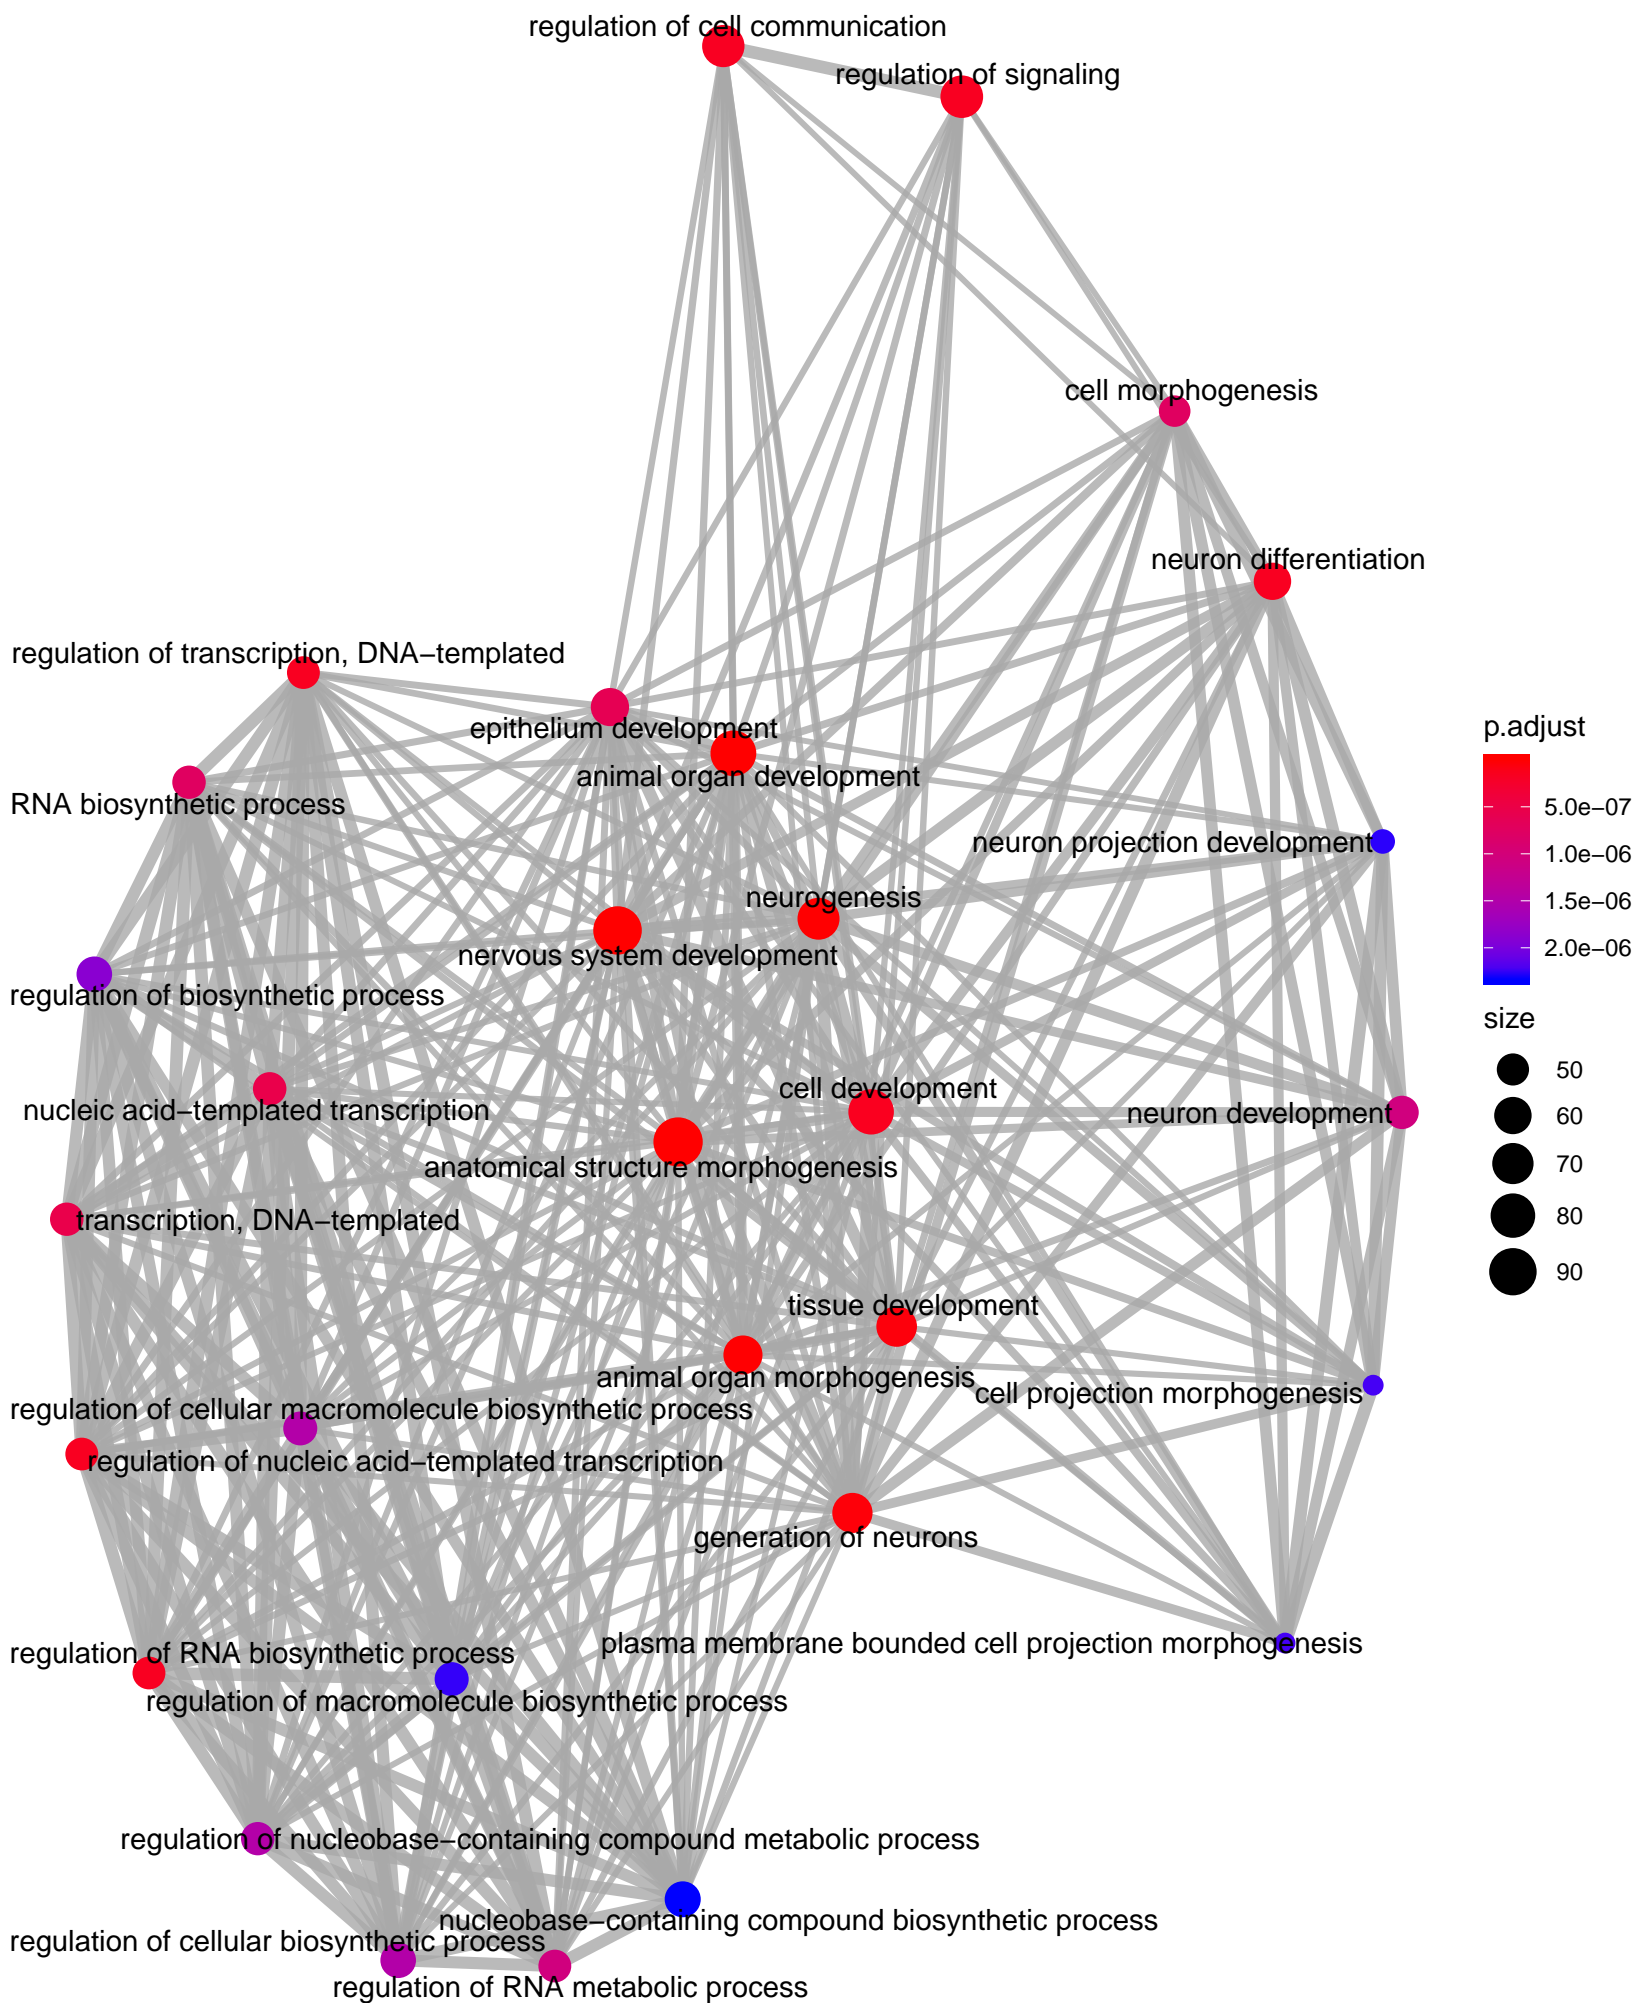 regulation of cell communication
regulation of signaling
cell morphogenesis
neuron differentiation
regulation of transcription, DNA−templated
epithelium development
animal organ development
RNA biosynthetic process
neuron projection development
neurogenesis
nervous system development
regulation of biosynthetic process
cell development
nucleic acid−templated transcription
neuron development
anatomical structure morphogenesis
transcription, DNA−templated
tissue development
animal organ morphogenesis
cell projection morphogenesis
regulation of cellular macromolecule biosynthetic process
regulation of nucleic acid−templated transcription
generation of neurons
plasma membrane bounded cell projection morphogenesis
regulation of RNA biosynthetic process
regulation of macromolecule biosynthetic process
regulation of nucleobase−containing compound metabolic process
nucleobase−containing compound biosynthetic process
regulation of cellular biosynthetic process
regulation of RNA metabolic process
p.adjust
5.0e−07
1.0e−06
1.5e−06
2.0e−06
size
50
60
70
80
90